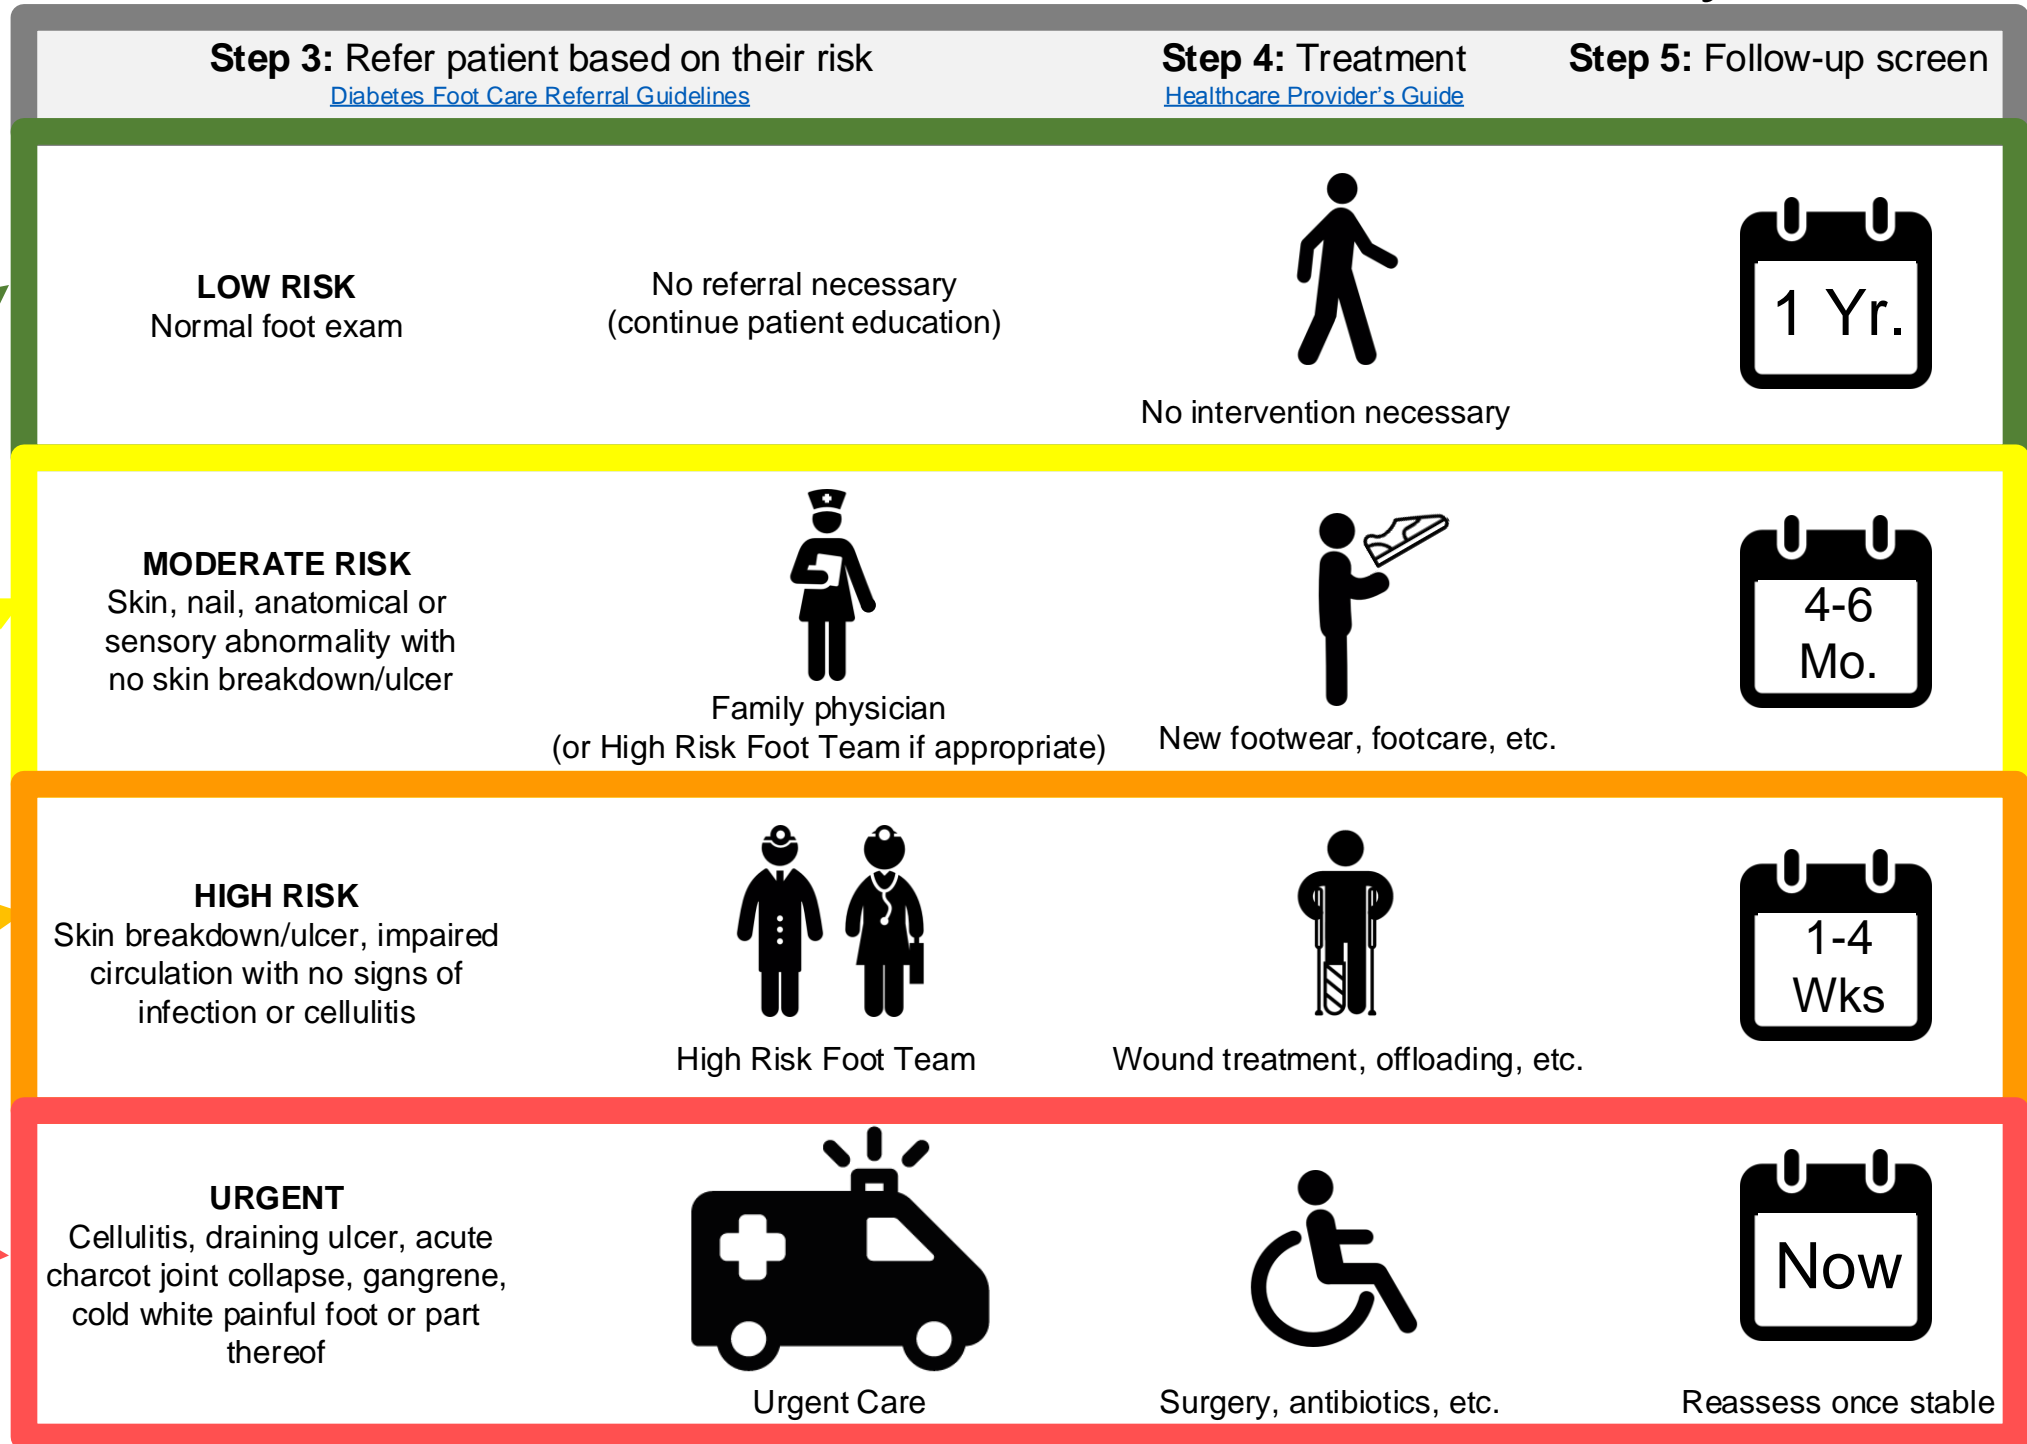 Step 3: Refer patient based on their risk
Diabetes Foot Care Referral Guidelines
Step 4: Treatment
Healthcare Provider's Guide
Step 5: Follow-up screen
LOW RISK
Normal foot exam
No referral necessary
(continue patient education)
No intervention necessary
1 Yr.
MODERATE RISK
Skin, nail, anatomical or
sensory abnormality with
no skin breakdown/ulcer
Family physician
(or High Risk Foot Team if appropriate)
New footwear, footcare, etc.
4-6
Mo.
HIGH RISK
Skin breakdown/ulcer, impaired
circulation with no signs of
infection or cellulitis
High Risk Foot Team
Wound treatment, offloading, etc.
1-4
Wks
URGENT
Cellulitis, draining ulcer, acute
charcot joint collapse, gangrene,
cold white painful foot or part
thereof
Urgent Care
Surgery, antibiotics, etc.
Now
Reassess once stable